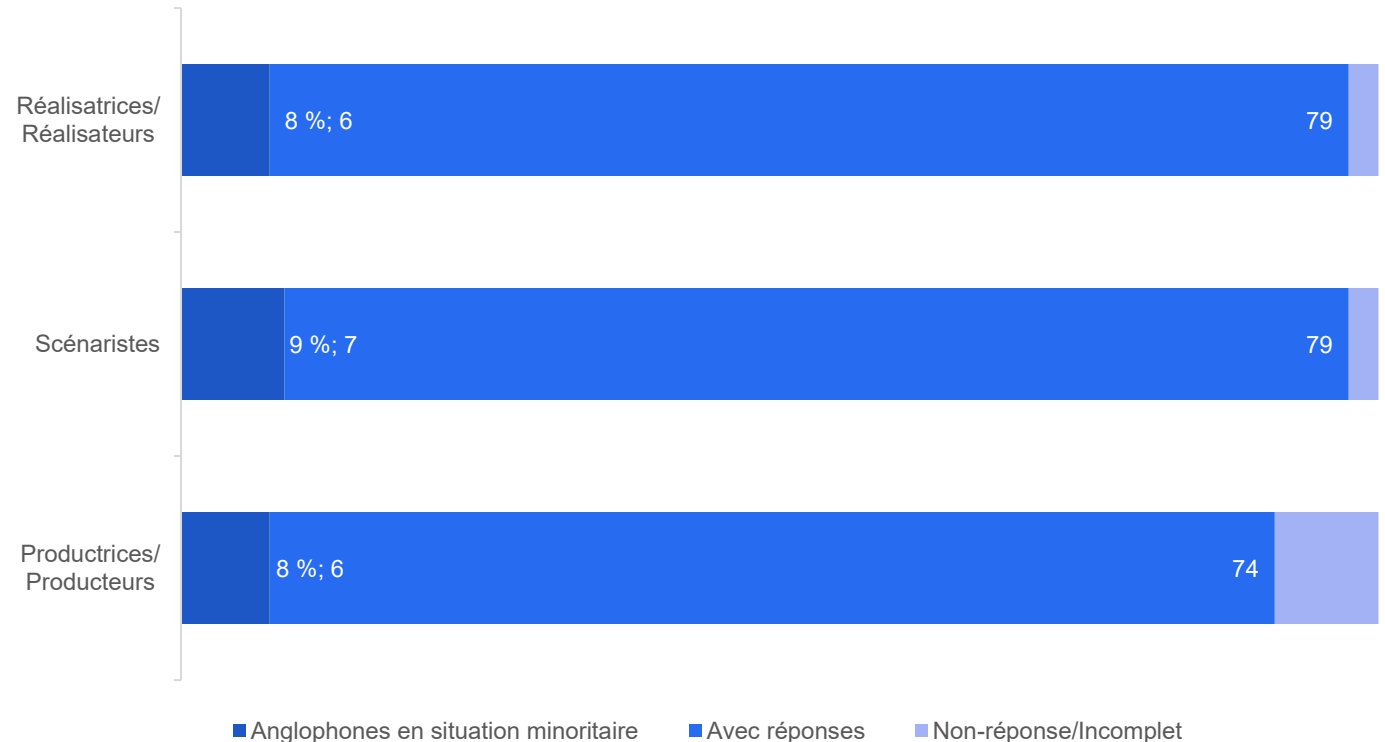 Réalisatrices/
Réalisateurs
8 %; 6
79
Scénaristes
9 %; 7
79
Productrices/
Producteurs
8 %; 6
74
Anglophones en situation minoritaire
Avec réponses
Non-réponse/Incomplet